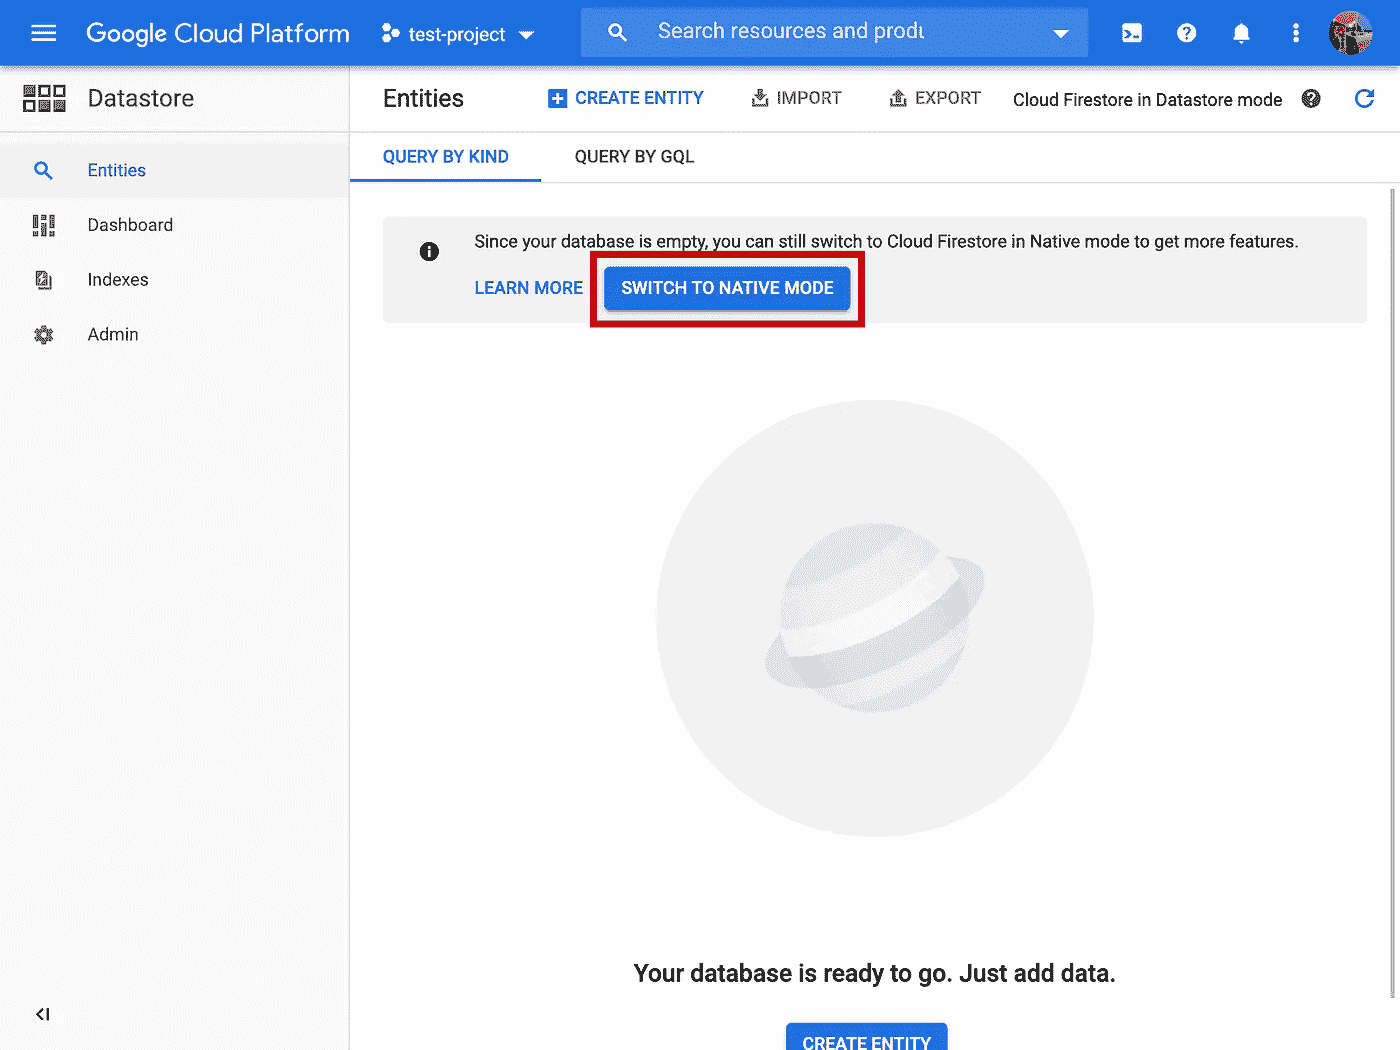 Google Cloud Platform
test-project
Search resources and produ
Datastore
Entities
CREATE ENTITY
IMPORT
EXPORT
Cloud Firestore in Datastore mode
Entities
Dashboard
Indexes
Admin
QUERY BY KIND
QUERY BY GQL
Since your database is empty, you can still switch to Cloud Firestore in Native mode to get more features.
LEARN MORE
SWITCH TO NATIVE MODE
Your database is ready to go. Just add data.
CREATE ENTITY